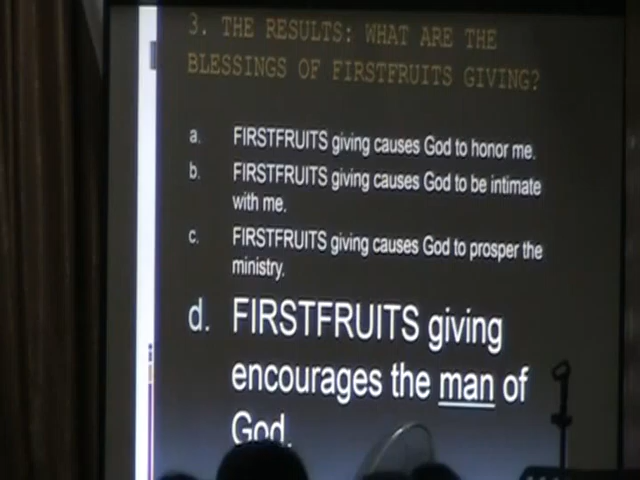 3. THE RESULTS: WHAT ARE THE
BLESSINGS OF FIRSTFRUITS GIVING?
a. FIRSTFRUITS giving causes God to honor me.
b. FIRSTFRUITS giving causes God to be intimate
with me.
c. FIRSTFRUITS giving causes God to prosper the
ministry.
d. FIRSTFRUITS giving
encourages the man of
God.